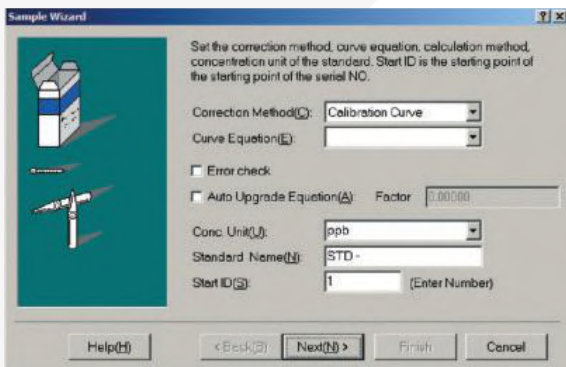 Sample Wizard
Set the correction method, curve equation, calculation method,
concentration unit of the standard. Start ID is the starting point of
the starting point of the serial NO.
Correction Method(C): Calibration Curve
Curve Equation(E):
Error check
Auto Upgrade Equation(A): Factor 0.00000
Conc. Unit(U): ppb
Standard Name(N): STD -
Start ID(S): 1 (Enter Number)
Help(H) < Back(B) Next(N) > Finish Cancel